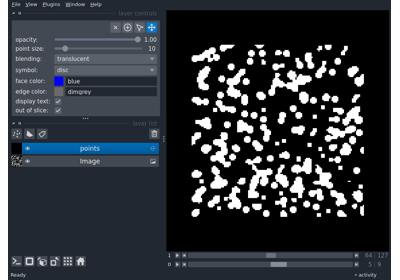 File View Plugins Window Help
layer controls
opacity: 1.00
point size: 10
blending: translucent
symbol: disc
face color: blue
edge color: dimgrey
display text:
out of slice:
layer list
points
Image
1 64 127
0 5 9
Ready activity